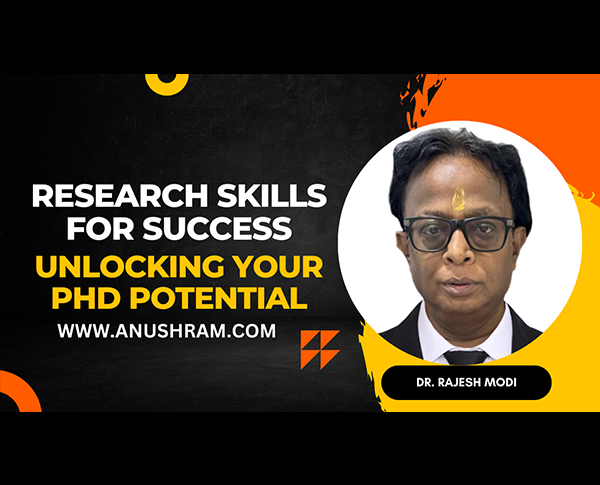 RESEARCH SKILLS
FOR SUCCESS
UNLOCKING YOUR
PHD POTENTIAL
WWW.ANUSHRAM.COM
DR. RAJESH MODI